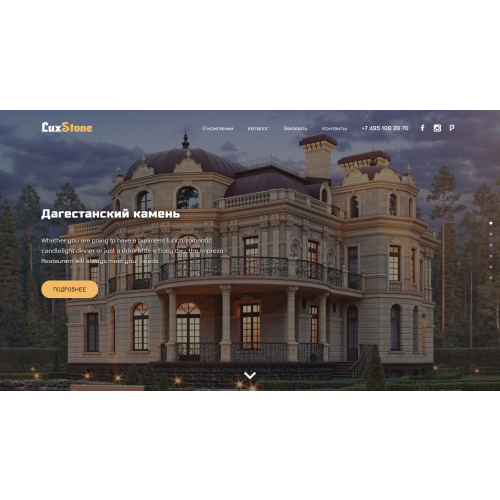 LuxStone
О компании Каталог Заказать Контакты +7 495 100 20 70
Дагестанский камень
Whether you are going to have a business lunch, romantic
candlelight dinner or just a drink after a busy day, the Impreza
Restaurant will always meet your needs.
ПОДРОБНЕЕ